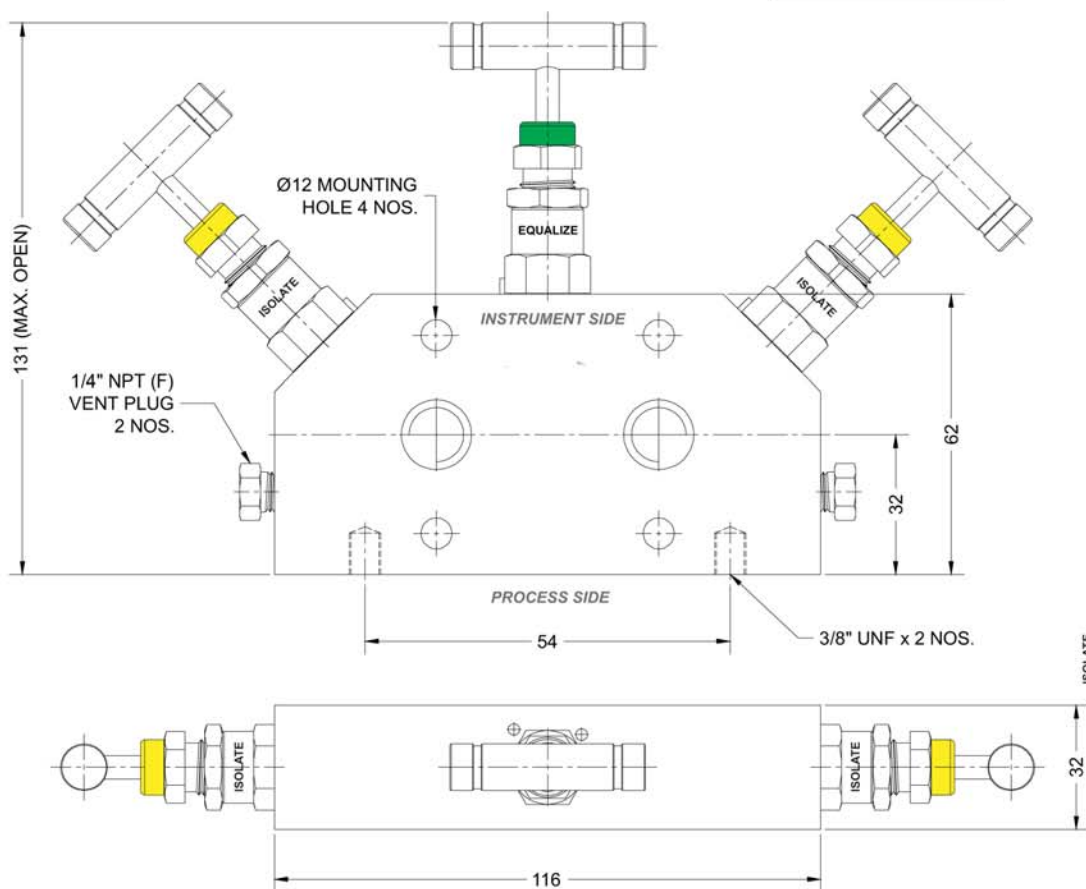 131 (MAX. OPEN)
Ø12 MOUNTING
HOLE 4 NOS.
EQUALIZE
ISOLATE
ISOLATE
INSTRUMENT SIDE
1/4" NPT (F)
VENT PLUG
2 NOS.
62
32
PROCESS SIDE
54
3/8" UNF x 2 NOS.
ISOLATE
ISOLATE
ISOLATE
32
116